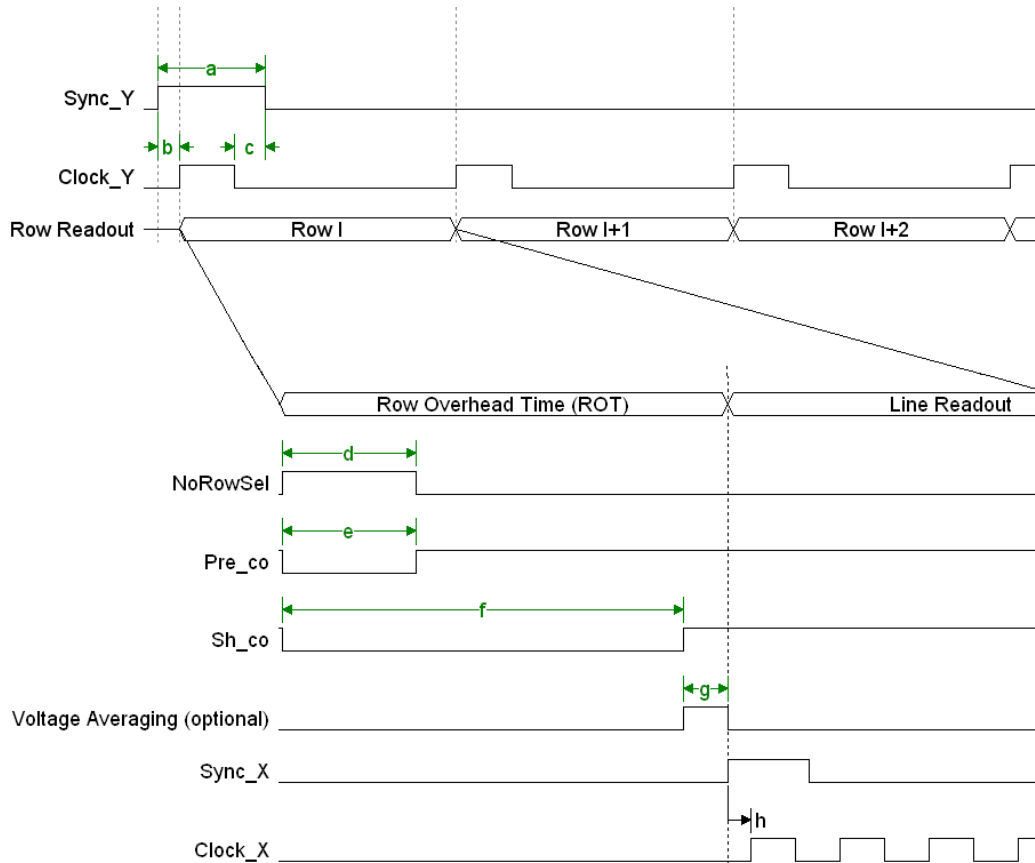 a
Sync_Y
b
c
Clock_Y
Row Readout
Row I
Row I+1
Row I+2
Row Overhead Time (ROT)
Line Readout
d
NoRowSel
e
Pre_co
f
Sh_co
g
Voltage Averaging (optional)
Sync_X
h
Clock_X